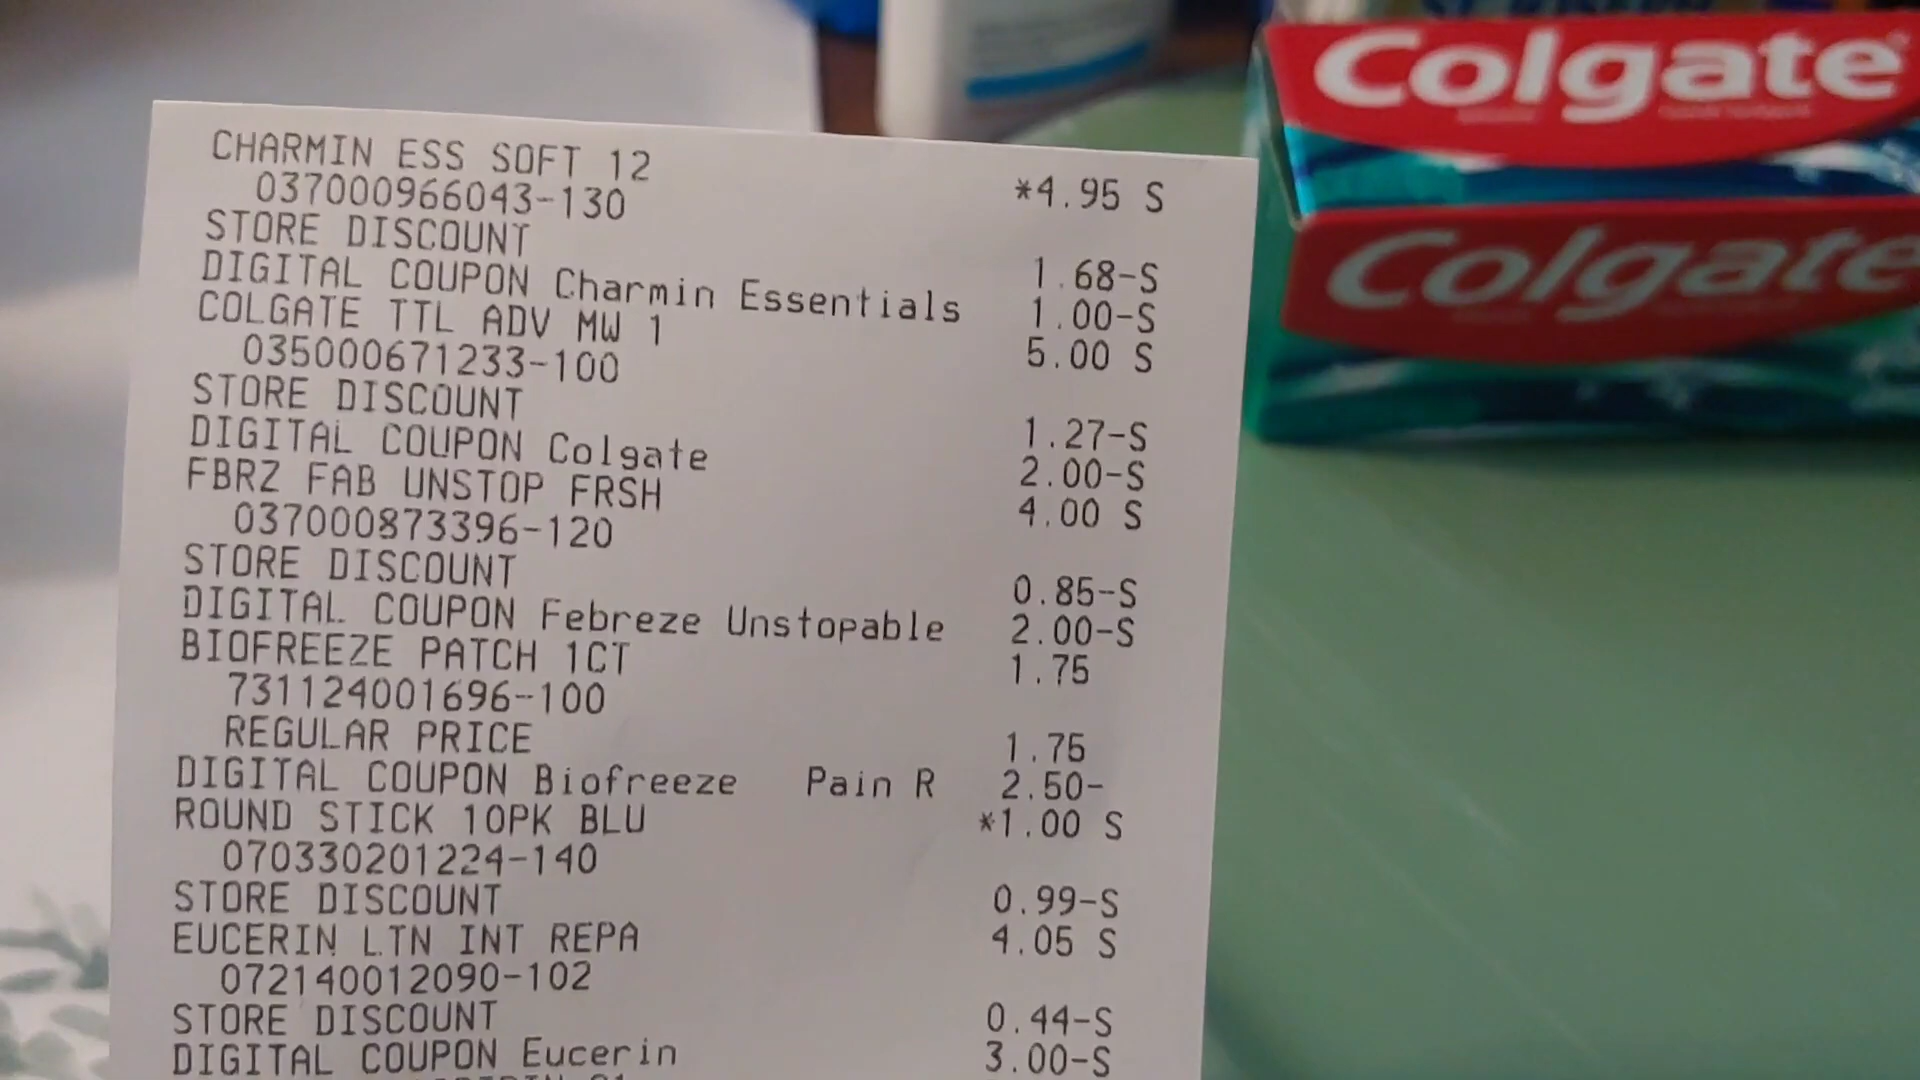 Colgate
Colgate
CHARMIN ESS SOFT 12 *4.95 S
037000966043-130
STORE DISCOUNT 1.68-S
DIGITAL COUPON Charmin Essentials 1.00-S
COLGATE TTL ADV MW 1 5.00 S
035000671233-100
STORE DISCOUNT 1.27-S
DIGITAL COUPON Colgate 2.00-S
FBRZ FAB UNSTOP FRSH 4.00 S
037000873396-120
STORE DISCOUNT 0.85-S
DIGITAL COUPON Febreze Unstopable 2.00-S
BIOFREEZE PATCH 1CT 1.75
731124001696-100
REGULAR PRICE 1.75
DIGITAL COUPON Biofreeze Pain R 2.50-
ROUND STICK 10PK BLU *1.00 S
070330201224-140
STORE DISCOUNT 0.99-S
EUCERIN LTN INT REPA 4.05 S
072140012090-102
STORE DISCOUNT 0.44-S
DIGITAL COUPON Eucerin 3.00-S